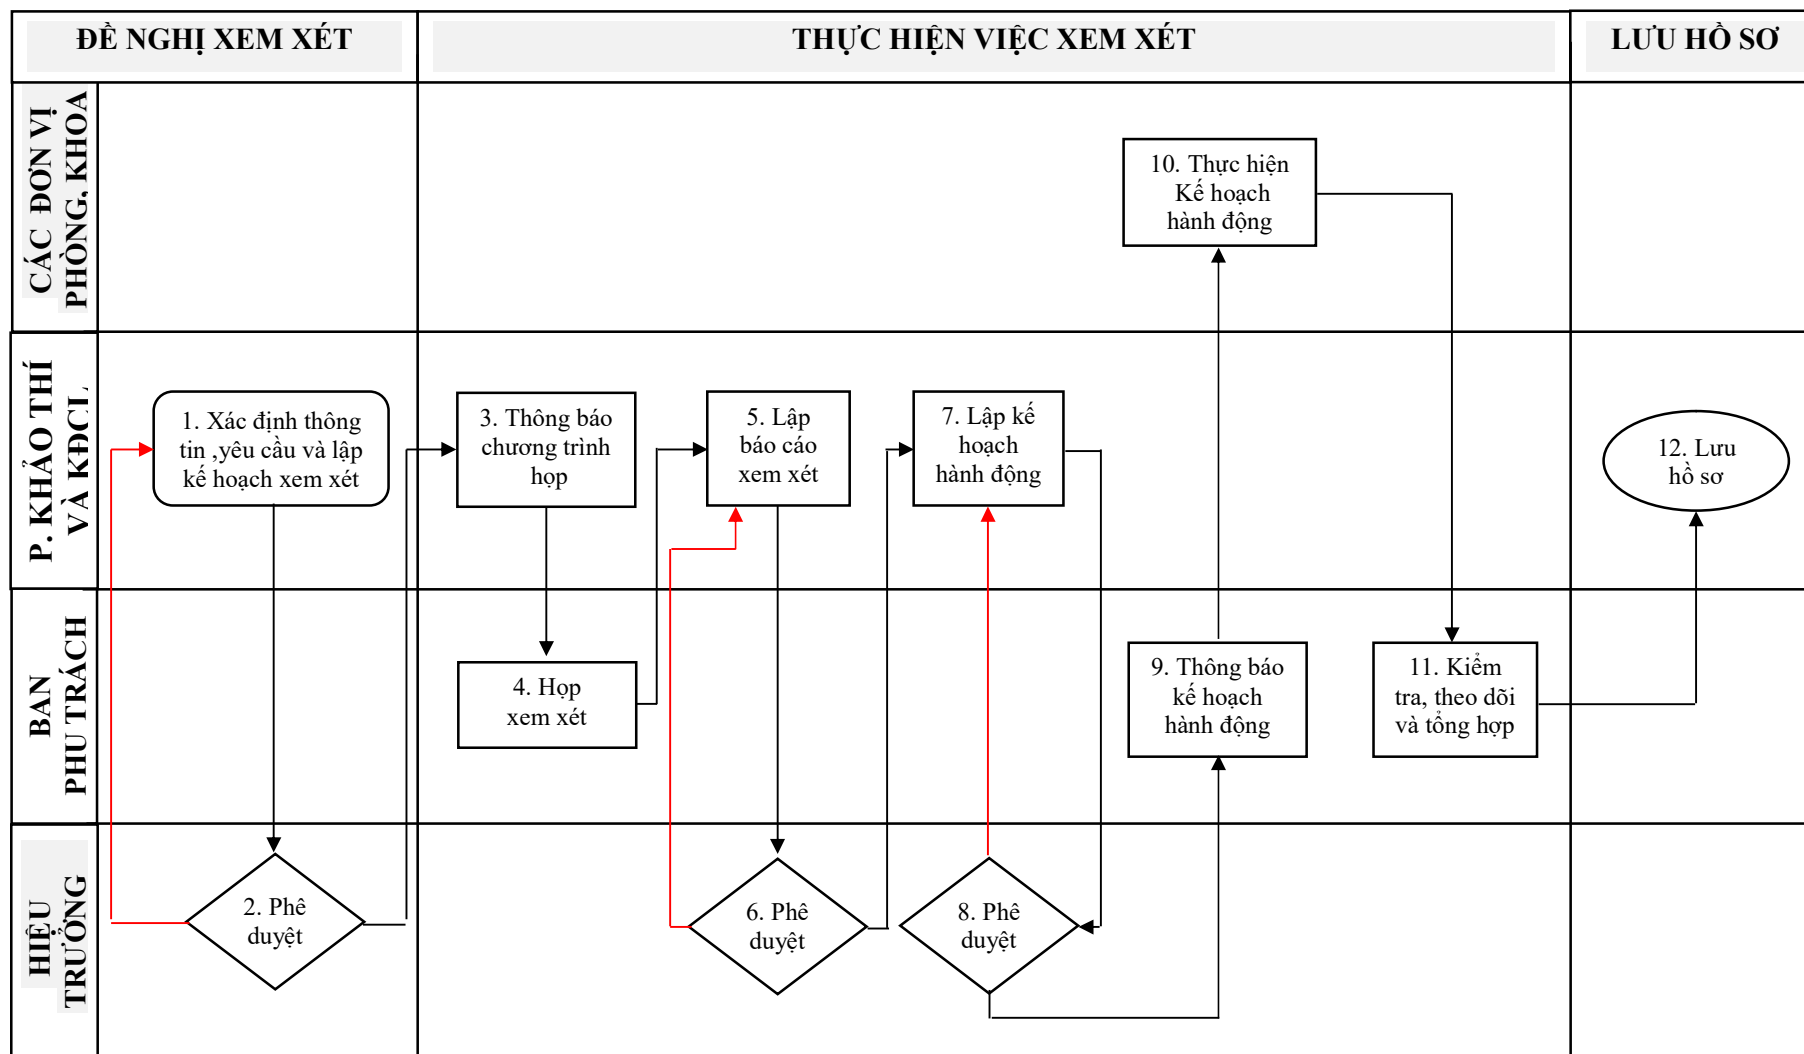 ĐỀ NGHỊ XEM XÉT
THỰC HIỆN VIỆC XEM XÉT
LƯU HỒ SƠ
CÁC ĐƠN VỊ
PHÒNG, KHOA
10. Thực hiện
Kế hoạch
hành động
P. KHẢO THÍ
VÀ KĐCL
1. Xác định thông
tin ,yêu cầu và lập
kế hoạch xem xét
3. Thông báo
chương trình
họp
5. Lập
báo cáo
xem xét
7. Lập kế
hoạch
hành động
12. Lưu
hồ sơ
BAN
PHU TRÁCH
4. Họp
xem xét
9. Thông báo
kế hoạch
hành động
11. Kiểm
tra, theo dõi
và tổng hợp
HIỆU
TRƯỞNG
2. Phê
duyệt
6. Phê
duyệt
8. Phê
duyệt